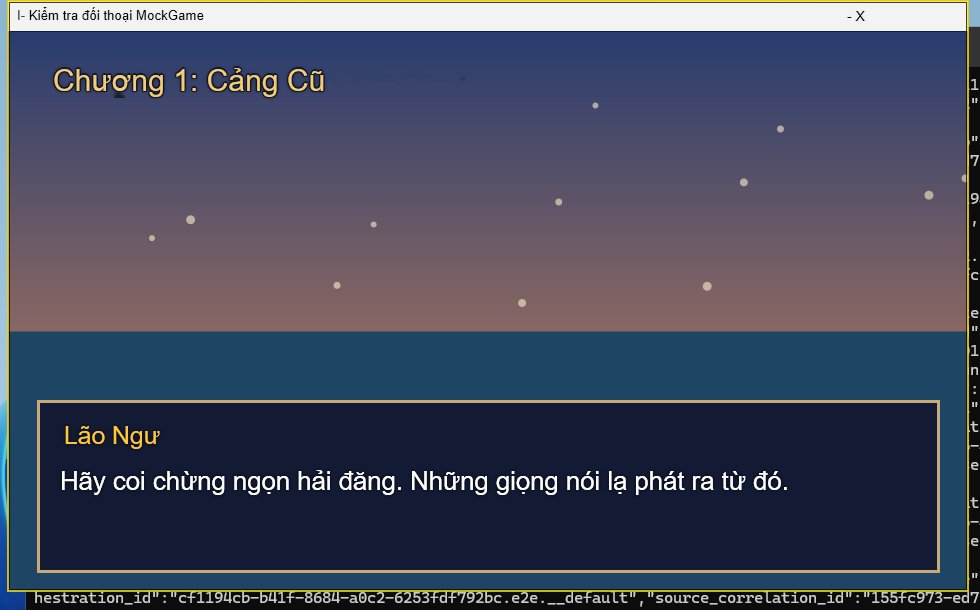 I- Kiểm tra đối thoại MockGame
- X
Chương 1: Cảng Cũ
Lão Ngư
Hãy coi chừng ngọn hải đăng. Những giọng nói lạ phát ra từ đó.
hestration_id":"cf1194cb-b41f-8684-a0c2-6253fdf792bc.e2e.__default","source_correlation_id":"155fc973-ed